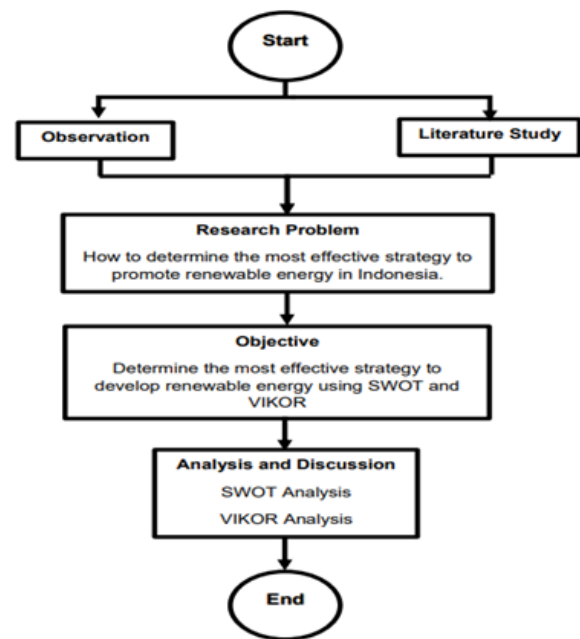 Start
Observation
Literature Study
Research Problem
How to determine the most effective strategy to
promote renewable energy in Indonesia.
Objective
Determine the most effective strategy to
develop renewable energy using SWOT and
VIKOR
Analysis and Discussion
SWOT Analysis
VIKOR Analysis
End